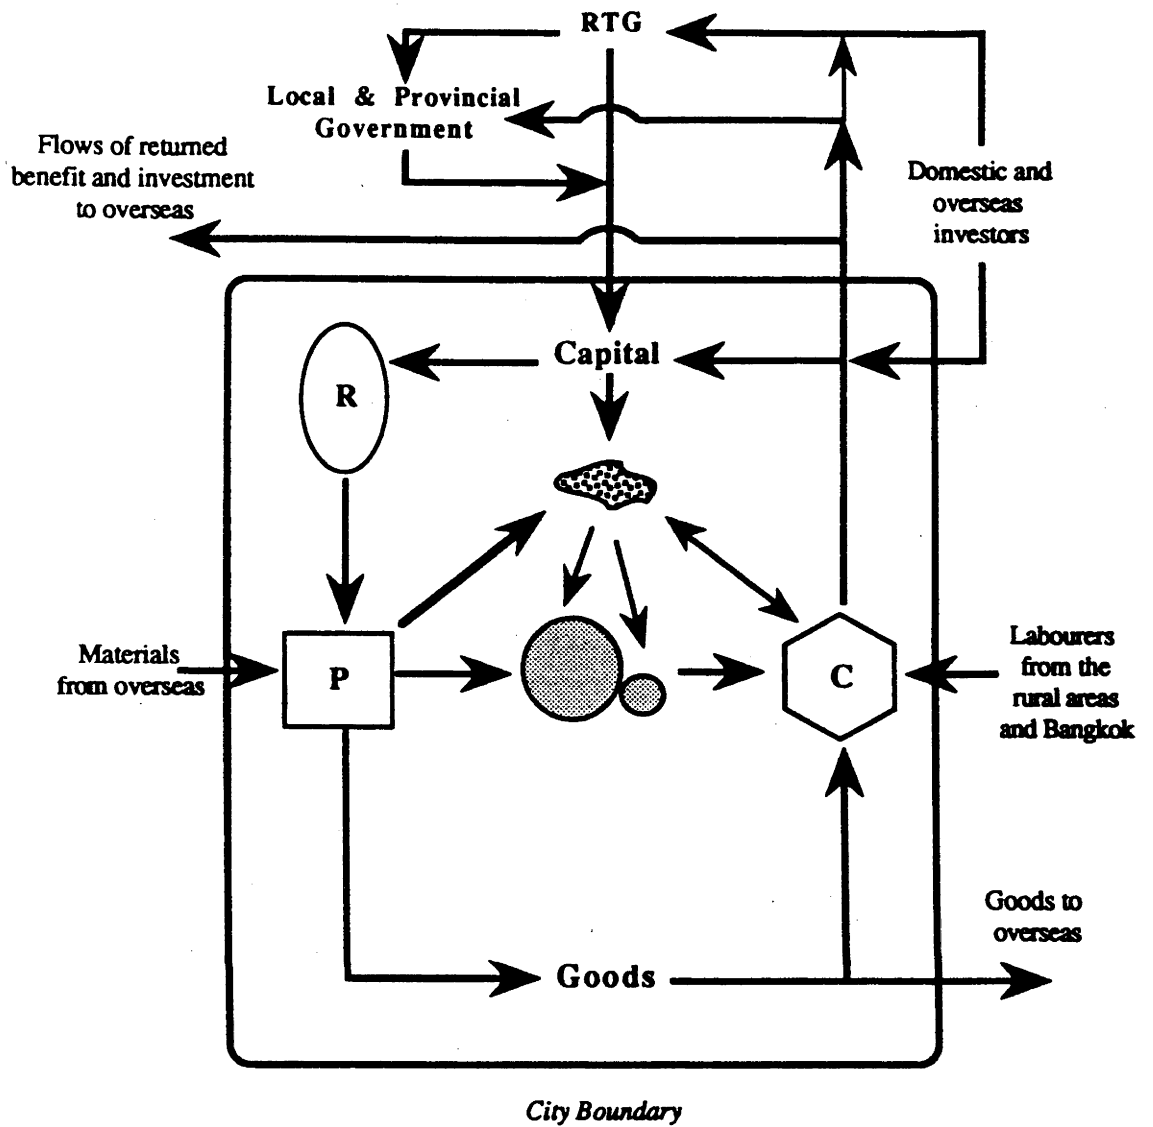 RTG
Local & Provincial
Government
Flows of returned
benefit and investment
to overseas
Domestic and
overseas
investors
Capital
R
Materials
from overseas
P
C
Labourers
from the
rural areas
and Bangkok
Goods to
overseas
Goods
City Boundary